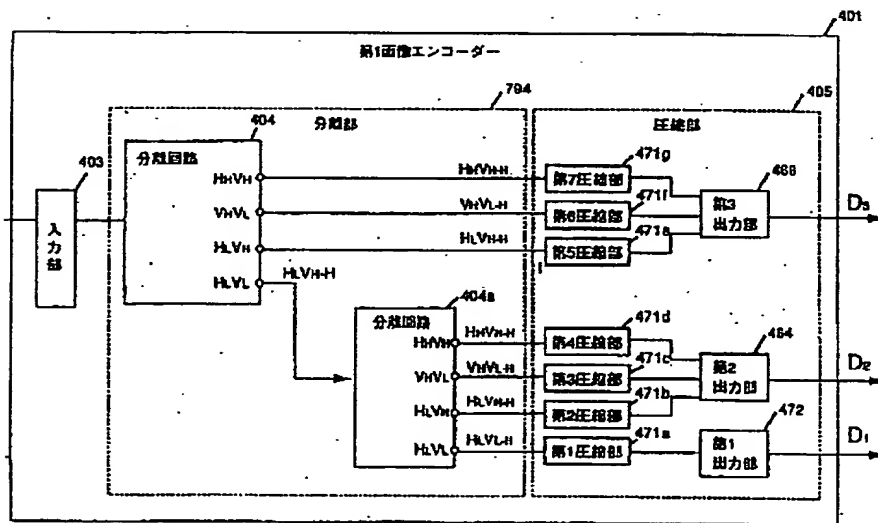 401
第1画像エンコーダー
794
405
404
分離部
圧縮部
403
分離回路
入力部
HHVH
HHVH-H
471g
第7圧縮部
488
VHVL
VHVL-H
471f
第6圧縮部
第3出力部
D3
HLVH
HLVH-H
471e
第5圧縮部
HLVL
HLVH-H
404a
分離回路
HHVH
HHVH-H
471d
第4圧縮部
484
VHVL
VHVL-H
471c
第3圧縮部
第2出力部
D2
HLVH
HLVH-H
471b
第2圧縮部
472
HLVL
HLVL-H
471a
第1圧縮部
第1出力部
D1